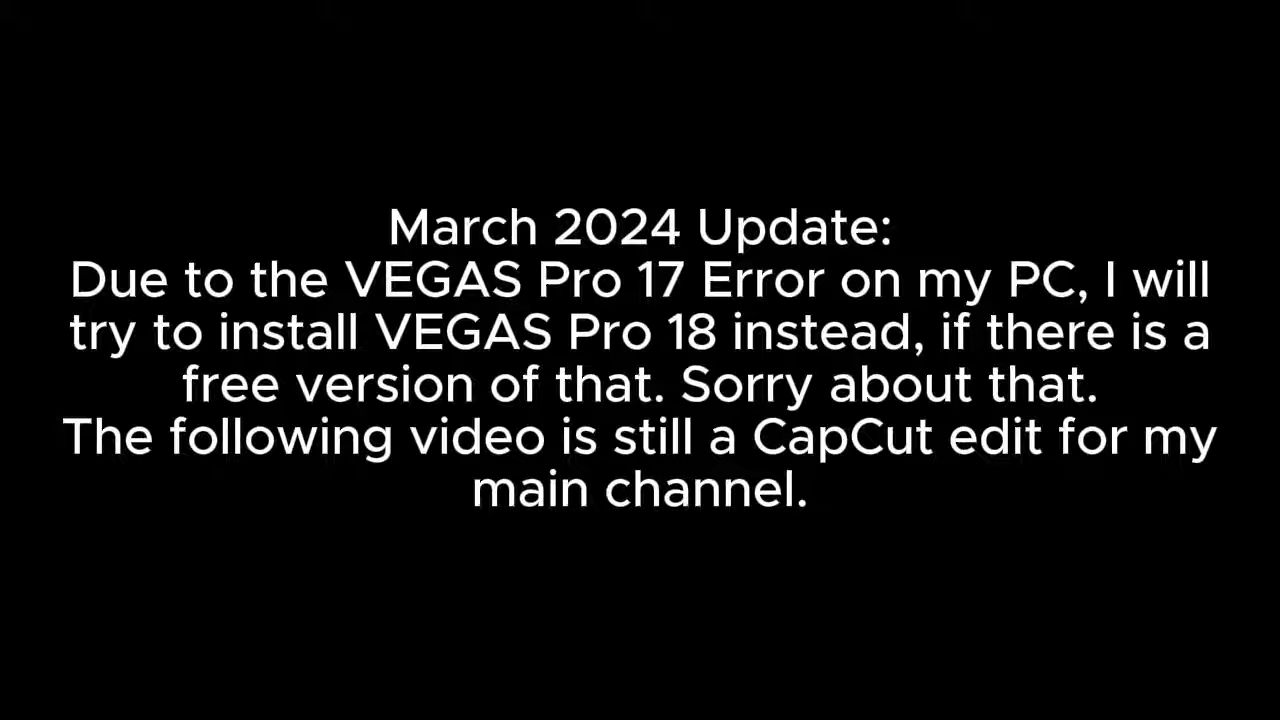 March 2024 Update:
Due to the VEGAS Pro 17 Error on my PC, I will
try to install VEGAS Pro 18 instead, if there is a
free version of that. Sorry about that.
The following video is still a CapCut edit for my
main channel.